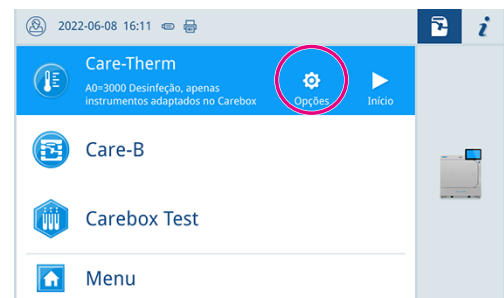 2022-06-08 16:11
i
Care-Therm
A0=3000 Desinfeção, apenas
instrumentos adaptados no Carebox
Opções
Início
Care-B
Carebox Test
Menu